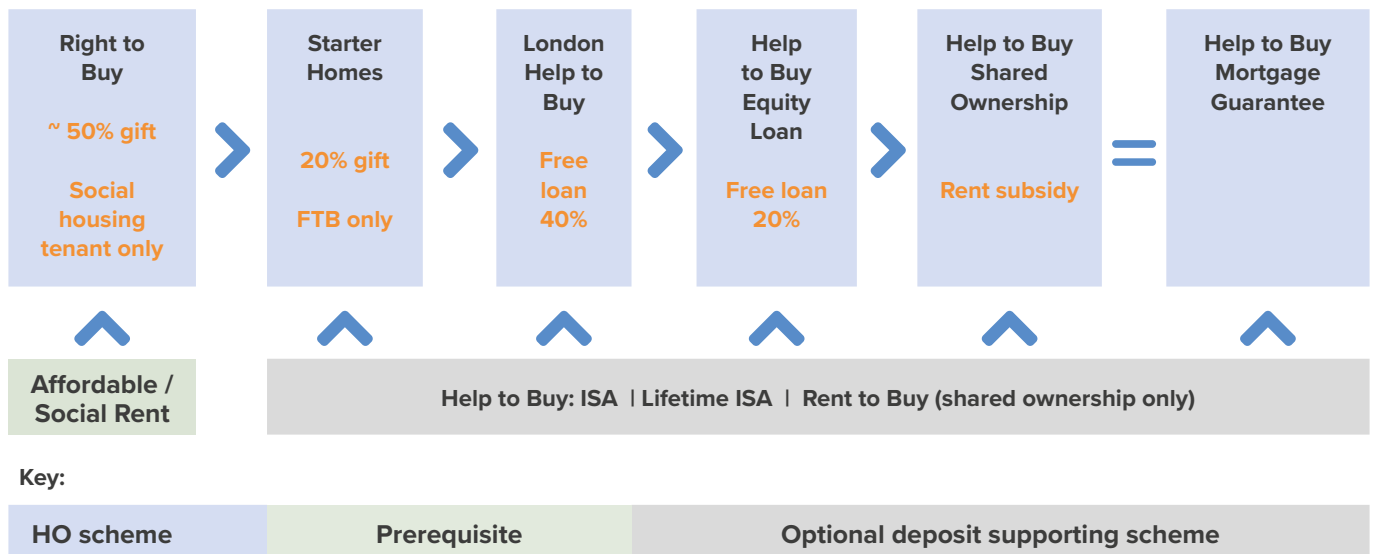 Right to
Buy
~ 50% gift
Social
housing
tenant only
Starter
Homes
20% gift
FTB only
London
Help to
Buy
Free
loan
40%
Help
to Buy
Equity
Loan
Free loan
20%
Help to Buy
Shared
Ownership
Rent subsidy
Help to Buy
Mortgage
Guarantee
Affordable /
Social Rent
Help to Buy: ISA | Lifetime ISA | Rent to Buy (shared ownership only)
Key:
HO scheme
Prerequisite
Optional deposit supporting scheme